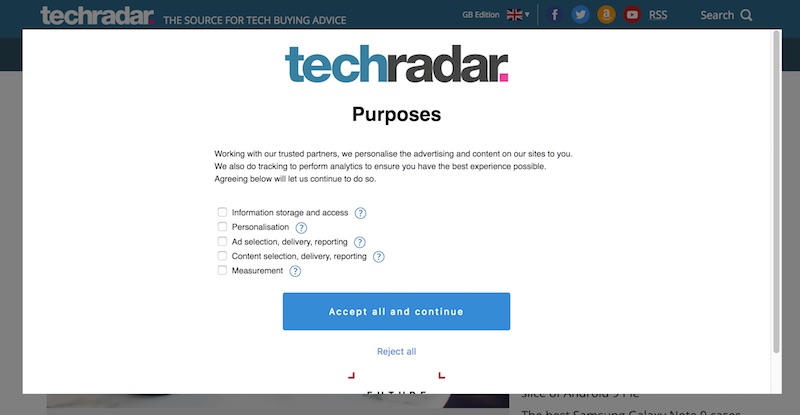 techradar. THE SOURCE FOR TECH BUYING ADVICE GB Edition RSS Search
techradar.
Purposes
Working with our trusted partners, we personalise the advertising and content on our sites to you.
We also do tracking to perform analytics to ensure you have the best experience possible.
Agreeing below will let us continue to do so.
Information storage and access ?
Personalisation ?
Ad selection, delivery, reporting ?
Content selection, delivery, reporting ?
Measurement ?
Accept all and continue
Reject all
FUTURE
slice of Android 9 Pie
The best Samsung Galaxy Note 9 cases